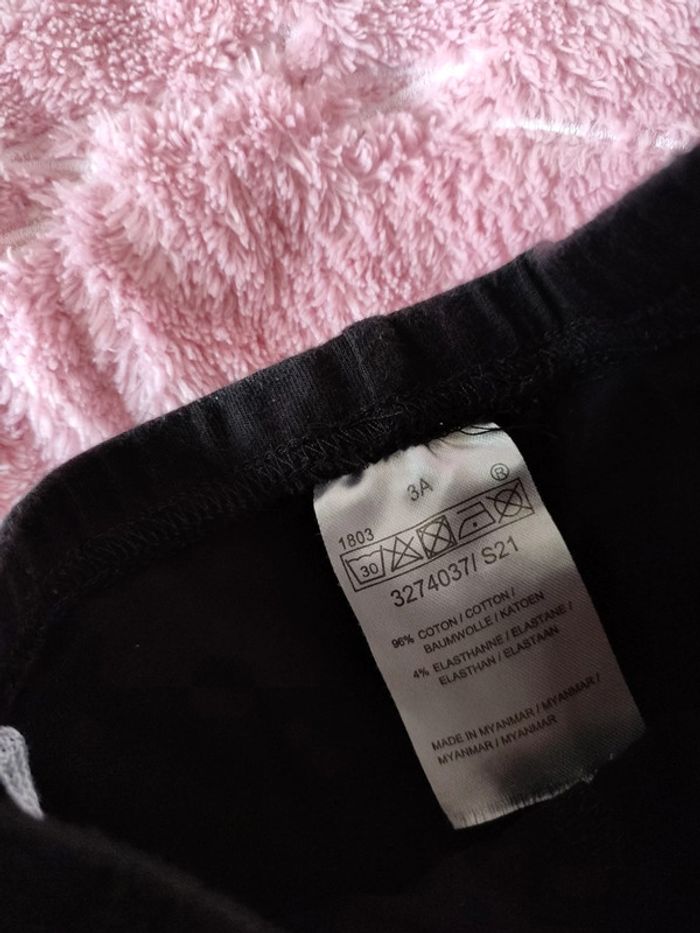 3A ®
1803
30
3274037/ S21
96% COTON / COTTON /
BAUMWOLLE / KATOEN
4% ELASTHANNE / ELASTANE /
ELASTHAN / ELASTAAN
MADE IN MYANMAR / MYANMAR /
MYANMAR / MYANMAR